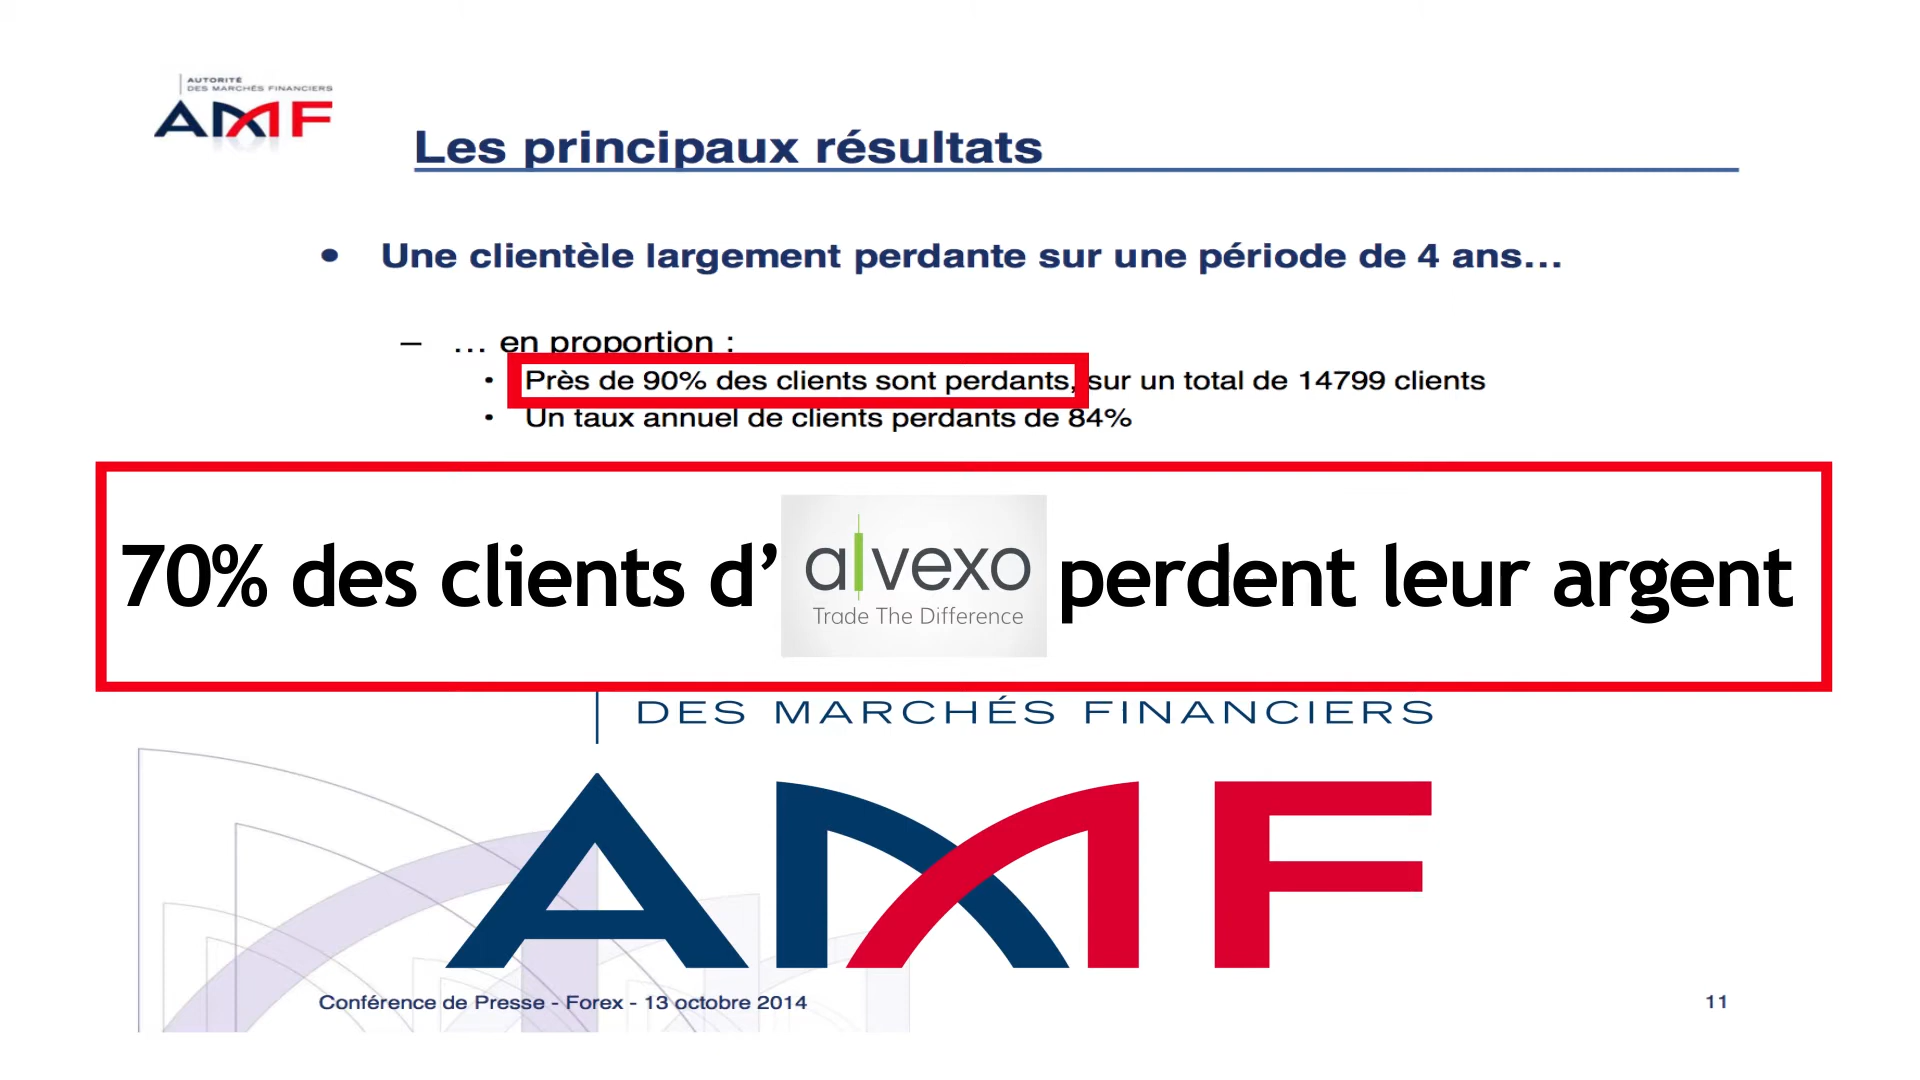 AUTORITÉ
DES MARCHÉS FINANCIERS
AMF
Les principaux résultats
• Une clientèle largement perdante sur une période de 4 ans...
– ... en proportion :
• Près de 90% des clients sont perdants, sur un total de 14799 clients
• Un taux annuel de clients perdants de 84%
70% des clients d’ alvexo perdent leur argent
Trade The Difference
DES MARCHÉS FINANCIERS
AMF
Conférence de Presse - Forex - 13 octobre 2014
11